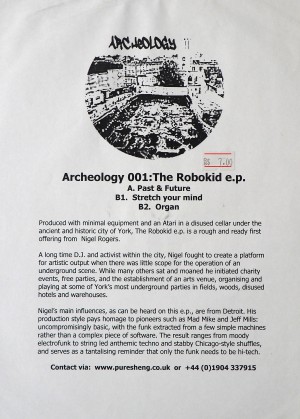 ARCHEOLOGY
R$ 7,00
Archeology 001:The Robokid e.p.
A. Past & Future
B1. Stretch your mind
B2. Organ
Produced with minimal equipment and an Atari in a disused cellar under the
ancient and historic city of York, The Robokid e.p. is a rough and ready first
offering from Nigel Rogers.
A long time D.J. and activist within the city, Nigel fought to create a platform
for artistic output when there was little scope for the operation of an
underground scene. While many others sat and moaned he initiated charity
events, free parties, and the establishment of an arts venue, organising and
playing at some of York's most underground parties in fields, woods, disused
hotels and warehouses.
Nigel's main influences, as can be heard on this e.p., are from Detroit. His
production style pays homage to pioneers such as Mad Mike and Jeff Mills:
uncompromisingly basic, with the funk extracted from a few simple machines
rather than a complex piece of software. The result ranges from moody
electrofunk to string led anthemic techno and stabby Chicago-style shuffles,
and serves as a tantalising reminder that only the funk needs to be hi-tech.
Contact via: www.puresheng.co.uk or +44 (0)1904 337915